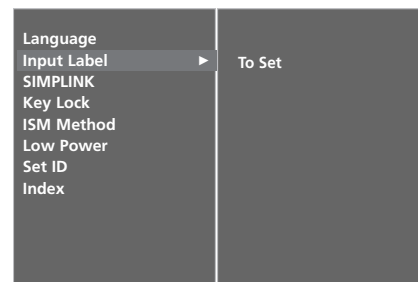 Language
Input Label ► To Set
SIMPLINK
Key Lock
ISM Method
Low Power
Set ID
Index